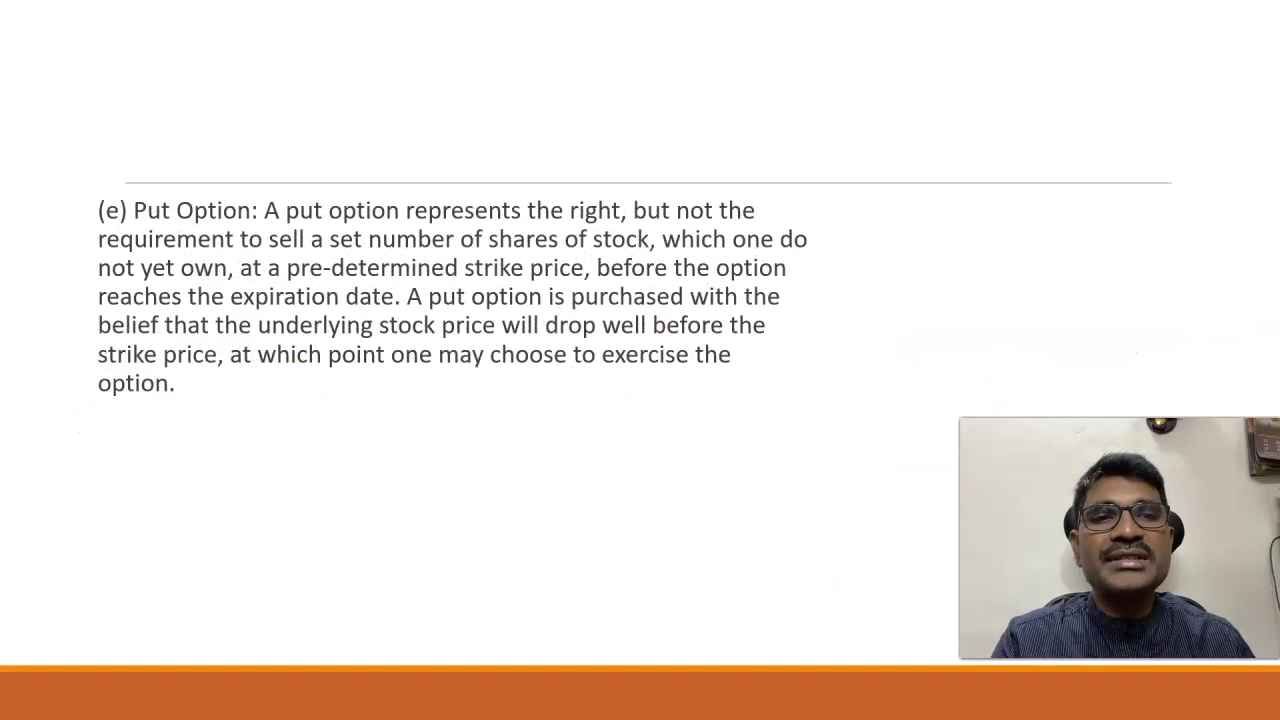 (e) Put Option: A put option represents the right, but not the
requirement to sell a set number of shares of stock, which one do
not yet own, at a pre-determined strike price, before the option
reaches the expiration date. A put option is purchased with the
belief that the underlying stock price will drop well before the
strike price, at which point one may choose to exercise the
option.